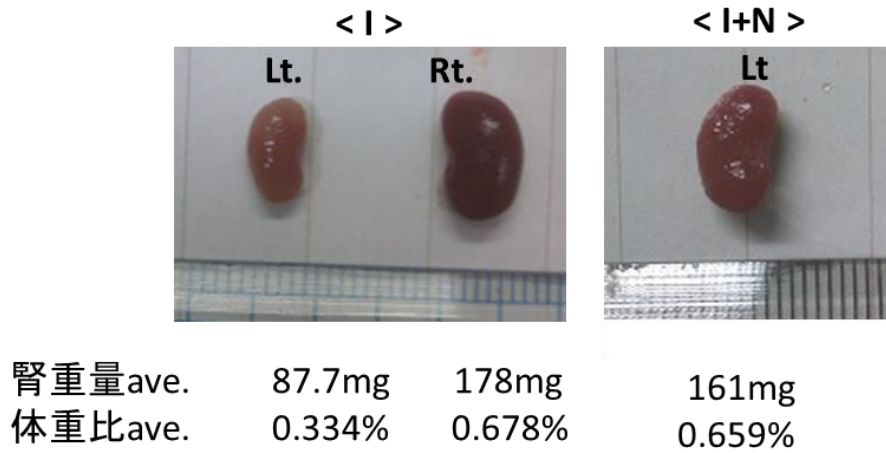 < I >
< I+N >
Lt.
Rt.
Lt
腎重量ave. 87.7mg 178mg 161mg
体重比ave. 0.334% 0.678% 0.659%